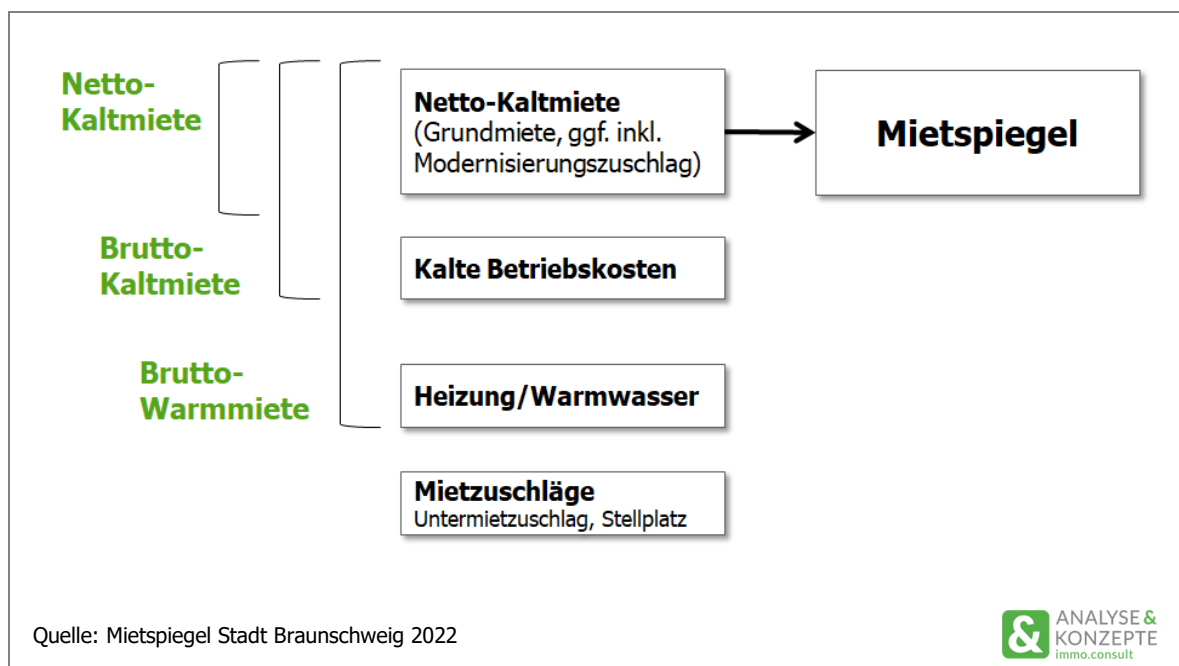 Netto-
Kaltmiete
Netto-Kaltmiete
(Grundmiete, ggf. inkl.
Modernisierungszuschlag)
Mietspiegel
Brutto-
Kaltmiete
Kalte Betriebskosten
Brutto-
Warmmiete
Heizung/Warmwasser
Mietzuschläge
Untermietzuschlag, Stellplatz
Quelle: Mietspiegel Stadt Braunschweig 2022
&
ANALYSE &
KONZEPTE
immo.consult